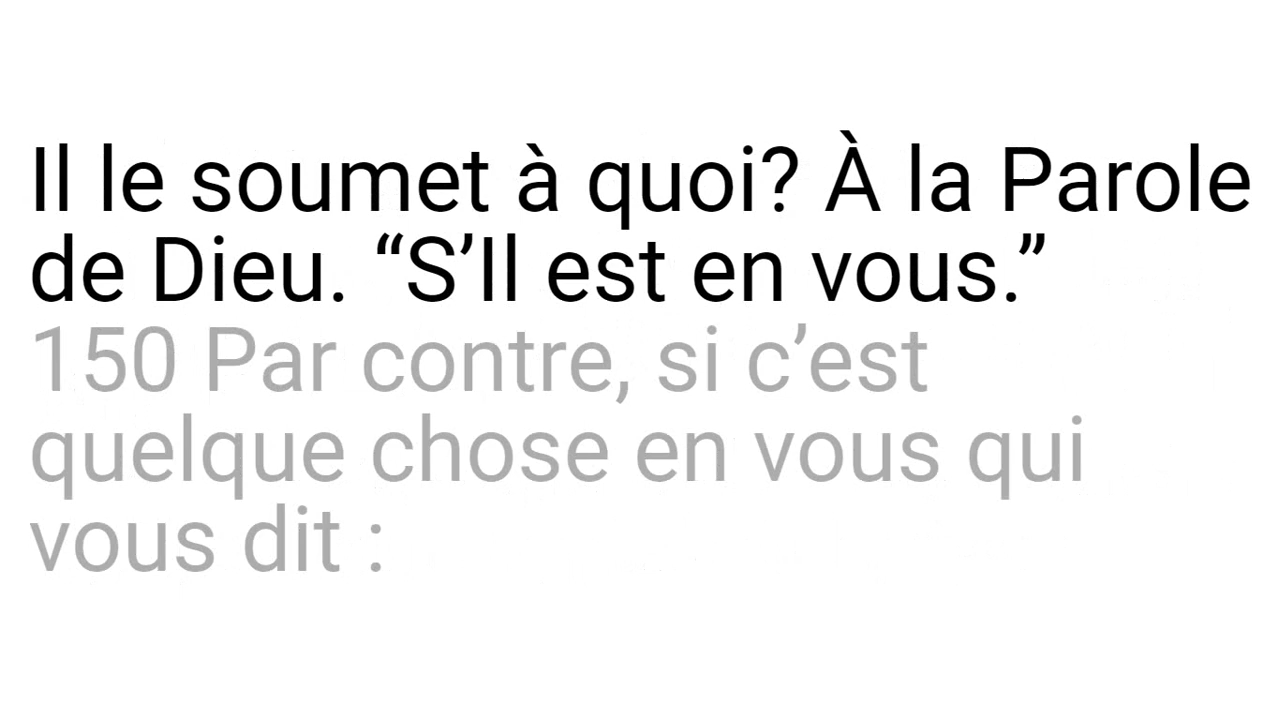 Il le soumet à quoi? À la Parole
de Dieu. “S’Il est en vous.”
150 Par contre, si c’est
quelque chose en vous qui
vous dit :